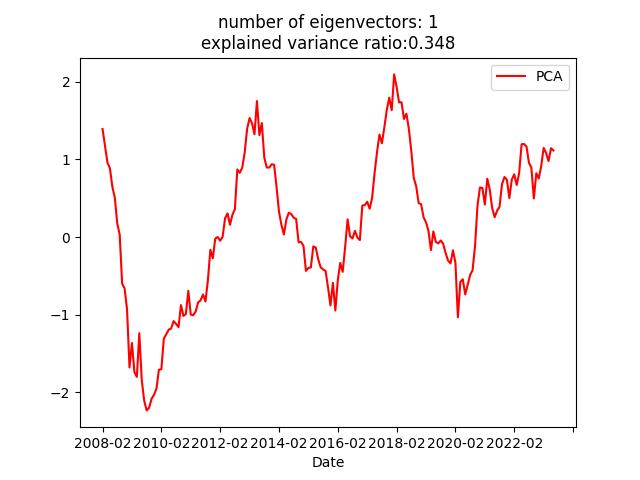 number of eigenvectors: 1
explained variance ratio:0.348
PCA
2
1
0
−1
−2
2008-02 2010-02 2012-02 2014-02 2016-02 2018-02 2020-02 2022-02
Date